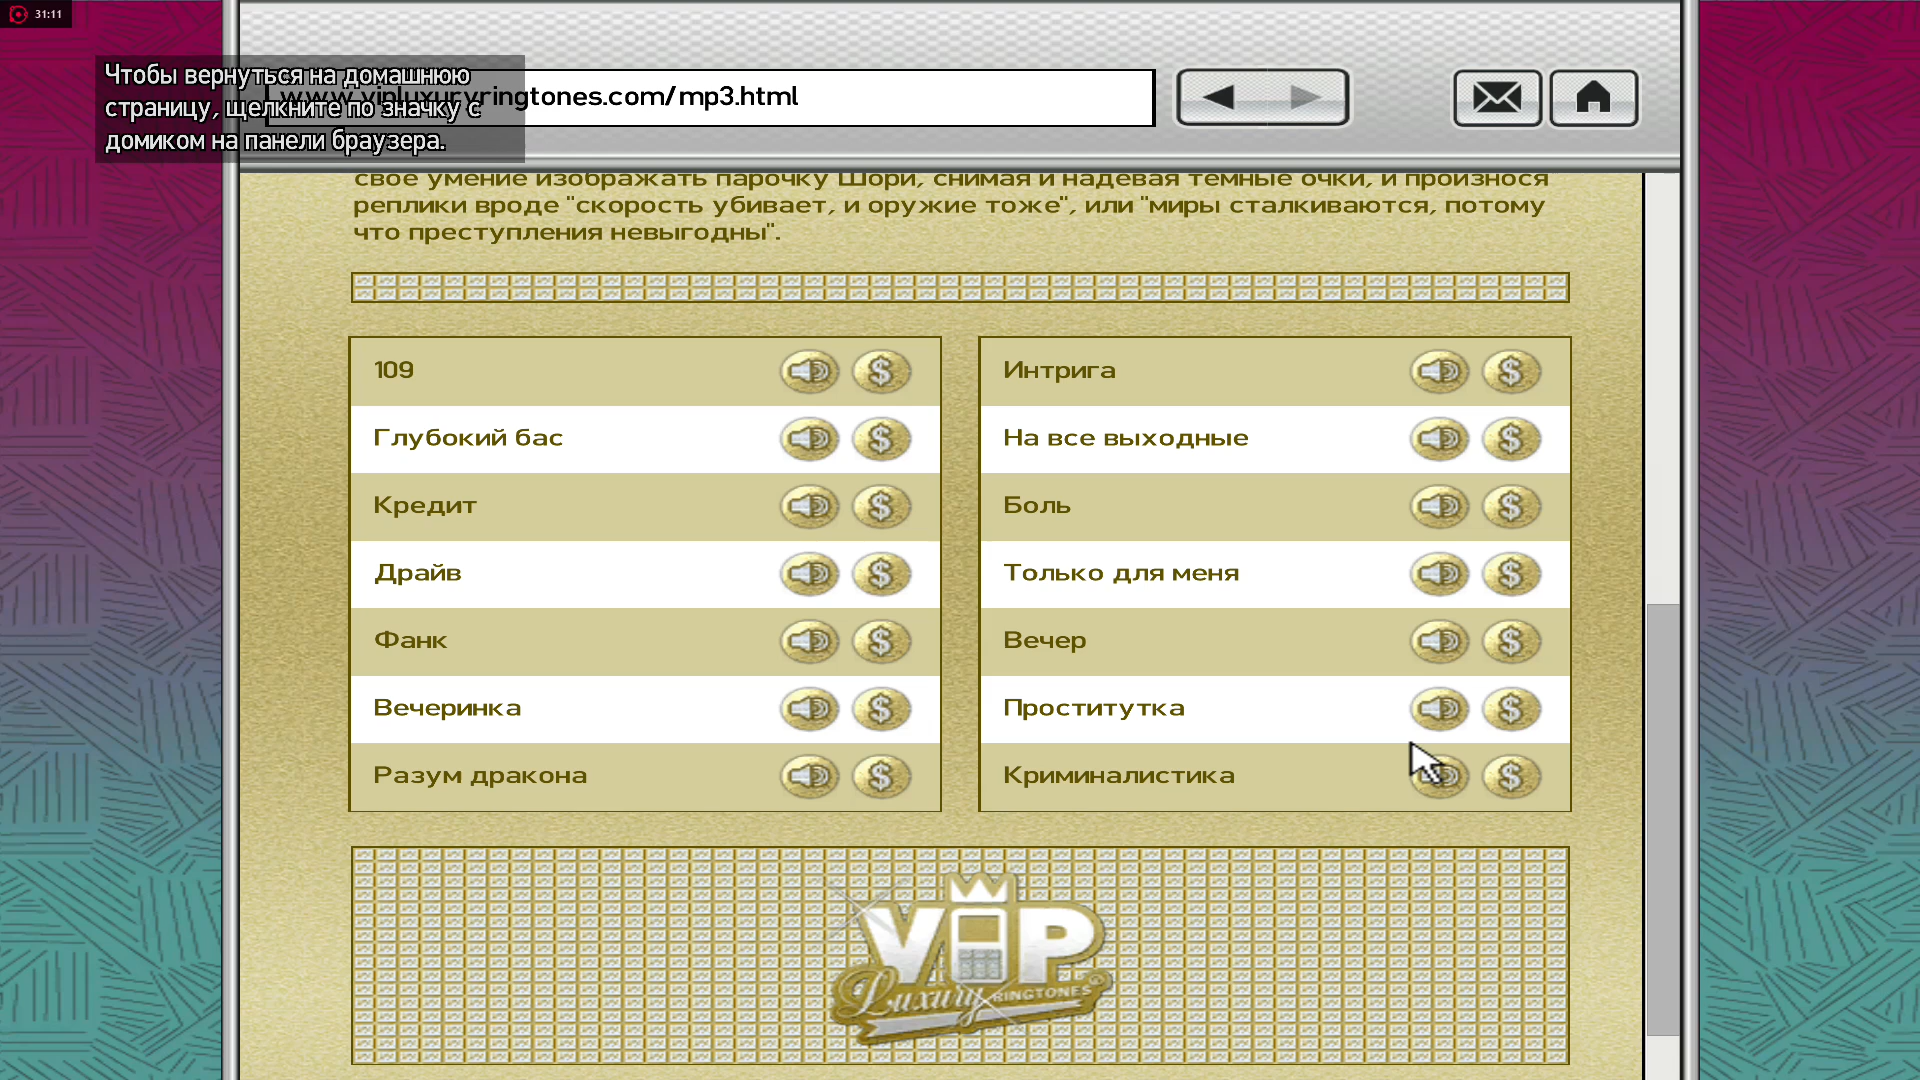 31:11
Чтобы вернуться на домашнюю
страницу, щелкните по значку с
домиком на панели браузера.
www.vipluxuryringtones.com/mp3.html
свое умение изображать парочку Шори, снимая и надевая темные очки, и произнося
реплики вроде "скорость убивает, и оружие тоже", или "миры сталкиваются, потому
что преступления невыгодны".
109
Глубокий бас
Кредит
Драйв
Фанк
Вечеринка
Разум дракона
Интрига
На все выходные
Боль
Только для меня
Вечер
Проститутка
Криминалистика
VIP
Luxury RINGTONES